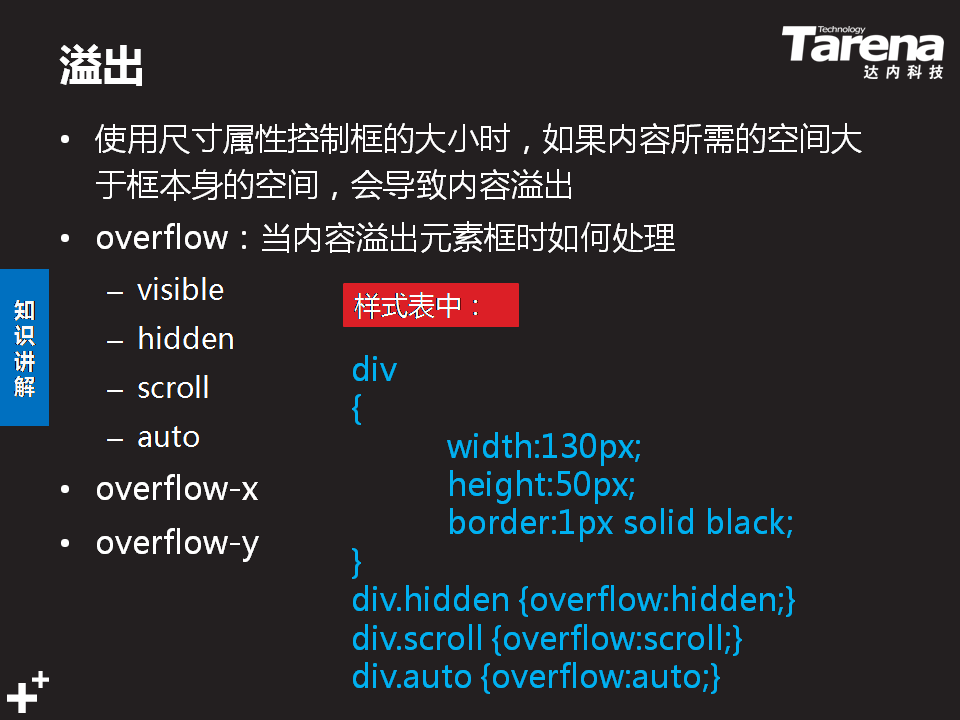 溢出
Technology
Tarena
达内科技
• 使用尺寸属性控制框的大小时，如果内容所需的空间大
于框本身的空间，会导致内容溢出
• overflow：当内容溢出元素框时如何处理
– visible
– hidden
– scroll
– auto
• overflow-x
• overflow-y
知识讲解
样式表中：
div
{
width:130px;
height:50px;
border:1px solid black;
}
div.hidden {overflow:hidden;}
div.scroll {overflow:scroll;}
div.auto {overflow:auto;}